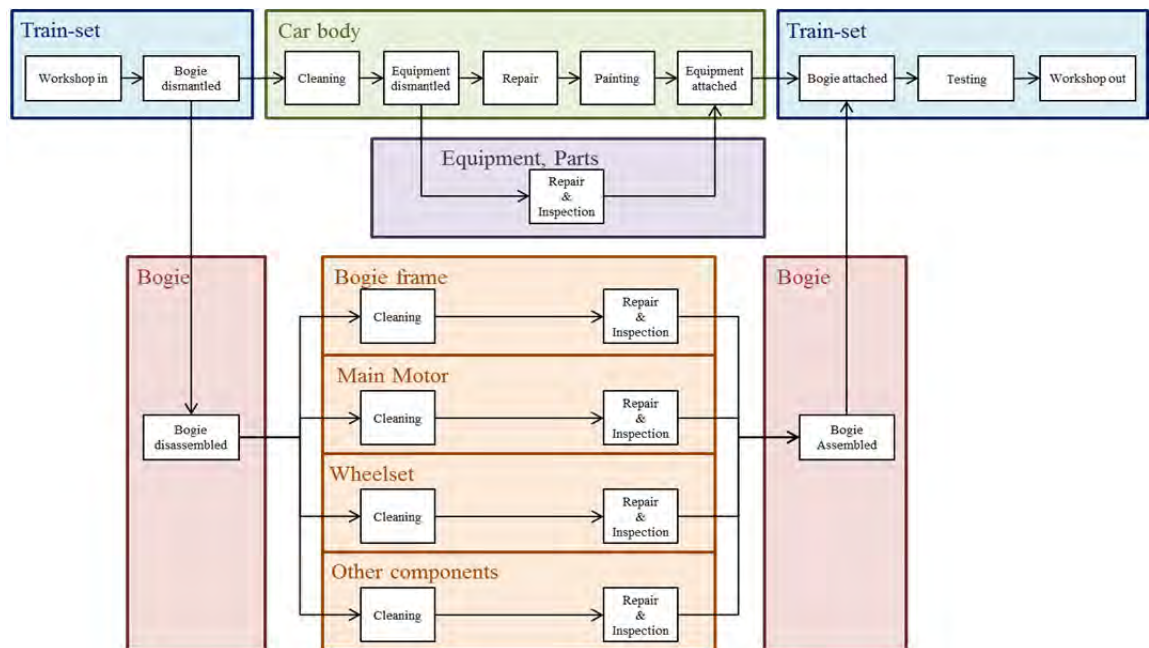 Train-set
Car body
Train-set
Workshop in
Bogie
dismantled
Cleaning
Equipment
dismantled
Repair
Painting
Equipment
attached
Bogie attached
Testing
Workshop out
Equipment, Parts
Repair
&
Inspection
Bogie
Bogie frame
Bogie
Cleaning
Repair
&
Inspection
Main Motor
Cleaning
Repair
&
Inspection
Bogie
disassembled
Bogie
Assembled
Wheelset
Cleaning
Repair
&
Inspection
Other components
Cleaning
Repair
&
Inspection